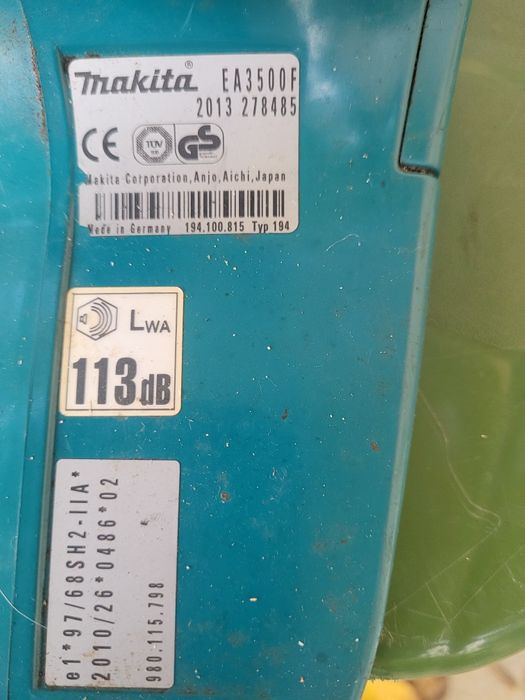 makita® EA3500F
2013 278485
CE TÜV GS
Makita Corporation,Anjo,Aichi,Japan
Made in Germany 194.100.815 Typ 194
LWA
113dB
e1*97/68SH2-IIA*
2010/26*0486*02
980.115.798